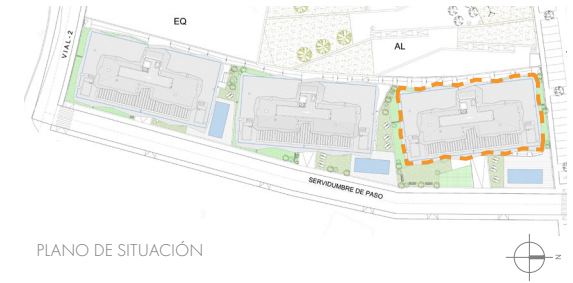 EQ
VIAL-2
AL
SERVIDUMBRE DE PASO
PLANO DE SITUACIÓN
N